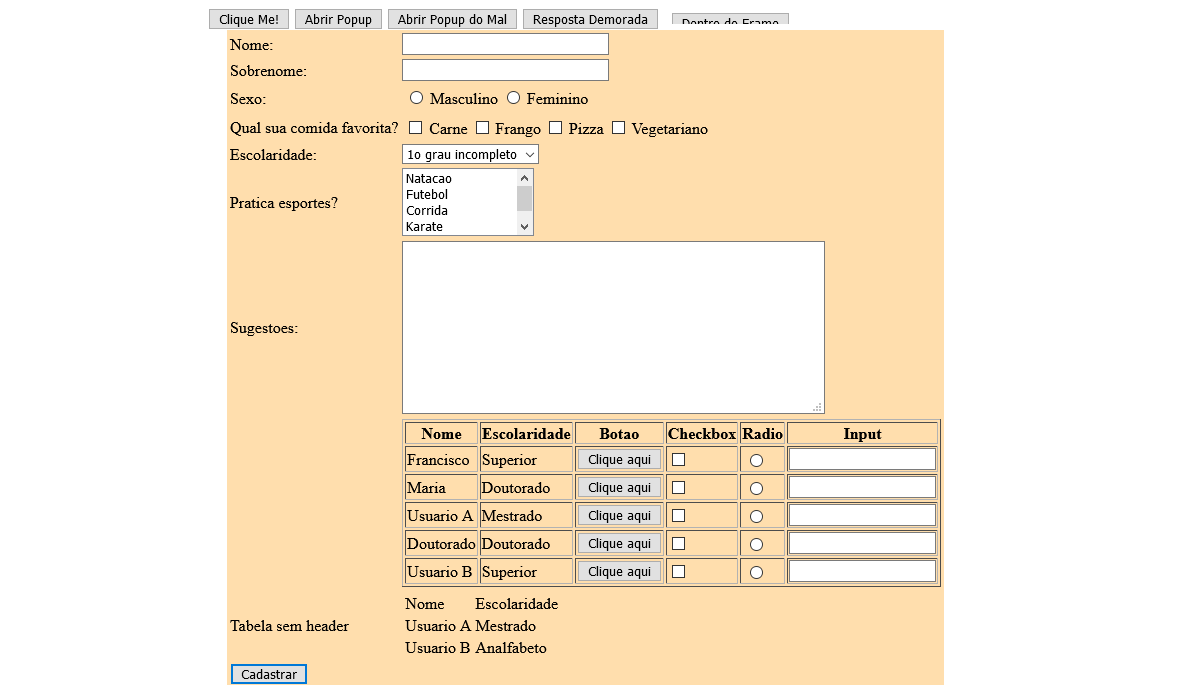 Clique Me! Abrir Popup Abrir Popup do Mal Resposta Demorada Dentro do Frame
Nome:
Sobrenome:
Sexo: Masculino Feminino
Qual sua comida favorita? Carne Frango Pizza Vegetariano
Escolaridade: 1o grau incompleto
Natacao
Futebol
Pratica esportes?
Corrida
Karate
Sugestoes:
Nome Escolaridade Botao Checkbox Radio Input
Francisco Superior Clique aqui
Maria Doutorado Clique aqui
Usuario A Mestrado Clique aqui
Doutorado Doutorado Clique aqui
Usuario B Superior Clique aqui
Nome Escolaridade
Tabela sem header Usuario A Mestrado
Usuario B Analfabeto
Cadastrar